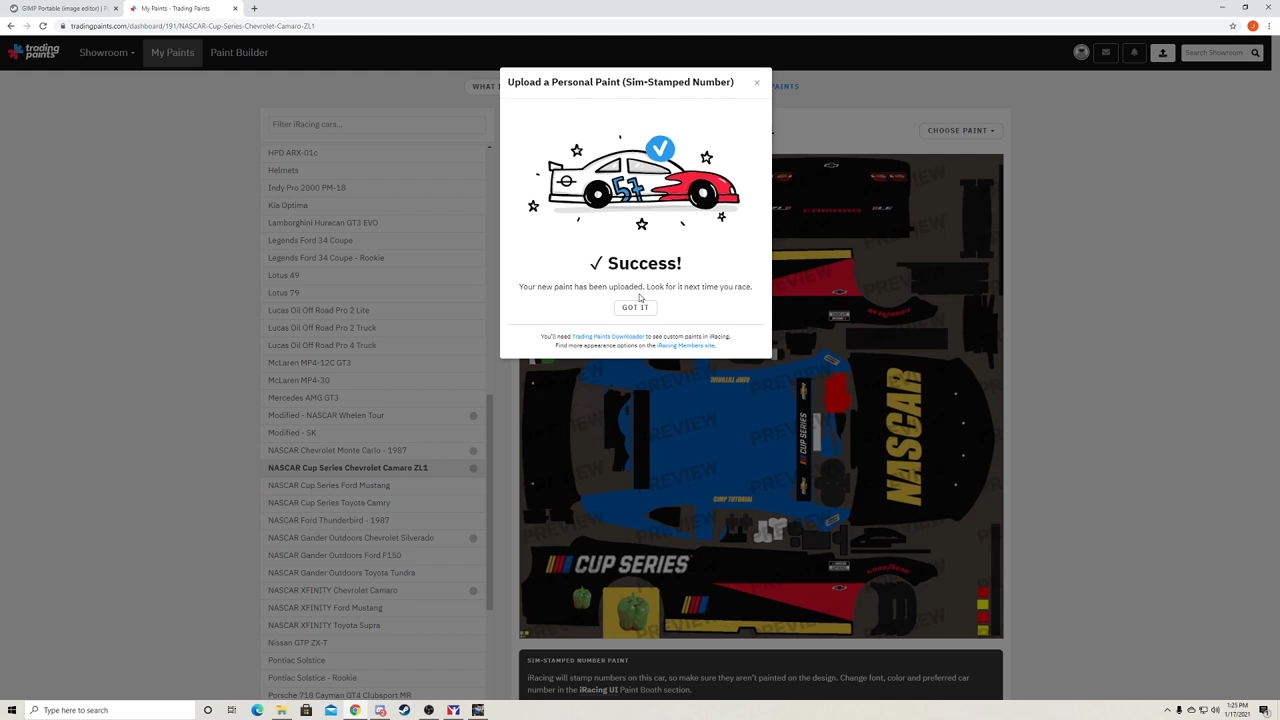 GIMP Portable (image editor) | P
My Paints - Trading Paints
tradingpaints.com/dashboard/191/NASCAR-Cup-Series-Chevrolet-Camaro-ZL1
trading paints
Showroom
My Paints
Paint Builder
Search Showroom
WHAT I
PAINTS
Upload a Personal Paint (Sim-Stamped Number)
57
✓ Success!
Your new paint has been uploaded. Look for it next time you race.
GOT IT
You'll need Trading Paints Downloader to see custom paints in iRacing.
Find more appearance options on the iRacing Members site.
Filter iRacing cars...
HPD ARX-01c
Helmets
Indy Pro 2000 PM-18
Kia Optima
Lamborghini Huracan GT3 EVO
Legends Ford 34 Coupe
Legends Ford 34 Coupe - Rookie
Lotus 49
Lotus 79
Lucas Oil Off Road Pro 2 Lite
Lucas Oil Off Road Pro 2 Truck
Lucas Oil Off Road Pro 4 Truck
McLaren MP4-12C GT3
McLaren MP4-30
Mercedes AMG GT3
Modified - NASCAR Whelen Tour
Modified - SK
NASCAR Chevrolet Monte Carlo - 1987
NASCAR Cup Series Chevrolet Camaro ZL1
NASCAR Cup Series Ford Mustang
NASCAR Cup Series Toyota Camry
NASCAR Ford Thunderbird - 1987
NASCAR Gander Outdoors Chevrolet Silverado
NASCAR Gander Outdoors Ford F150
NASCAR Gander Outdoors Toyota Tundra
NASCAR XFINITY Chevrolet Camaro
NASCAR XFINITY Ford Mustang
NASCAR XFINITY Toyota Supra
Nissan GTP ZX-T
Pontiac Solstice
Pontiac Solstice - Rookie
Porsche 718 Cayman GT4 Clubsport MR
CHOOSE PAINT
PREVIEW
CAMARO
ZLE
GIMP TUTORIAL
CUP SERIES
NASCAR
GIMP TUTORIAL
CUP SERIES
GOODYEAR
SIM-STAMPED NUMBER PAINT
iRacing will stamp numbers on this car, so make sure they aren't painted on the design. Change font, color and preferred car
number in the iRacing UI Paint Booth section.
Type here to search
1:25 PM
1/17/2021